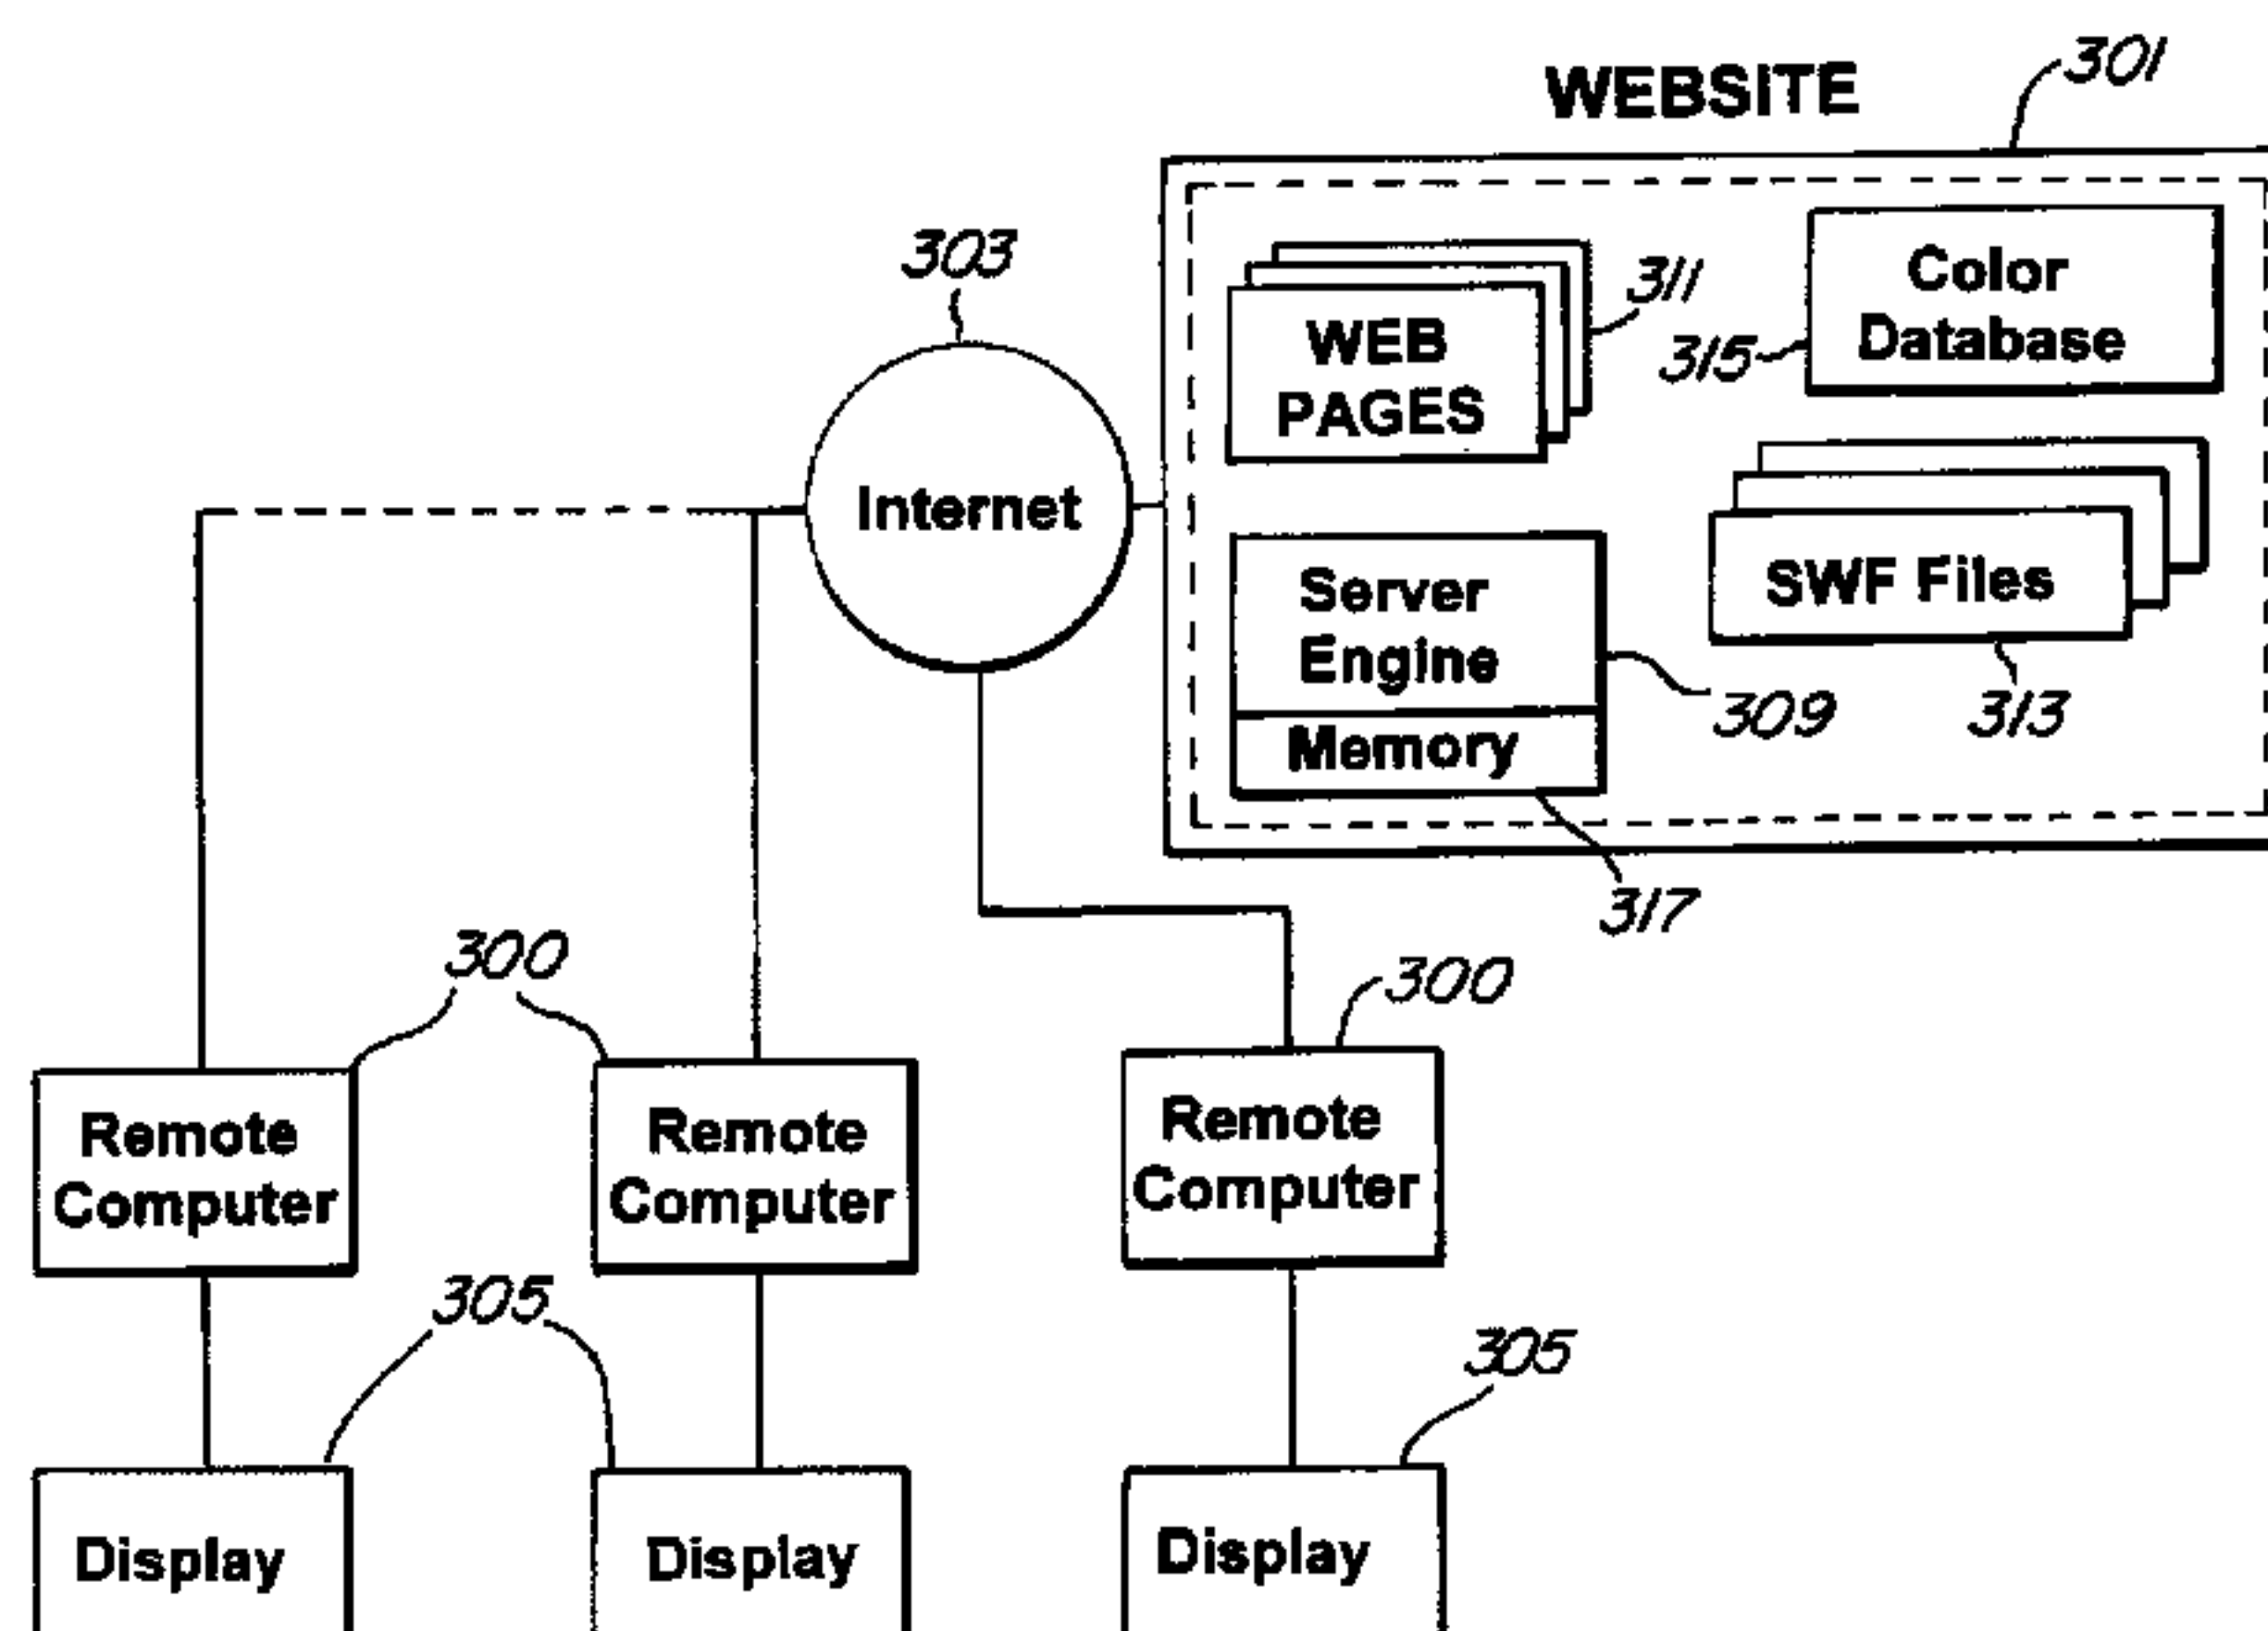 WEBSITE
301
303
WEB
PAGES
311
315
Color
Database
Internet
Server
Engine
Memory
SWF Files
309
313
317
300
300
Remote
Computer
Remote
Computer
Remote
Computer
305
305
Display
Display
Display